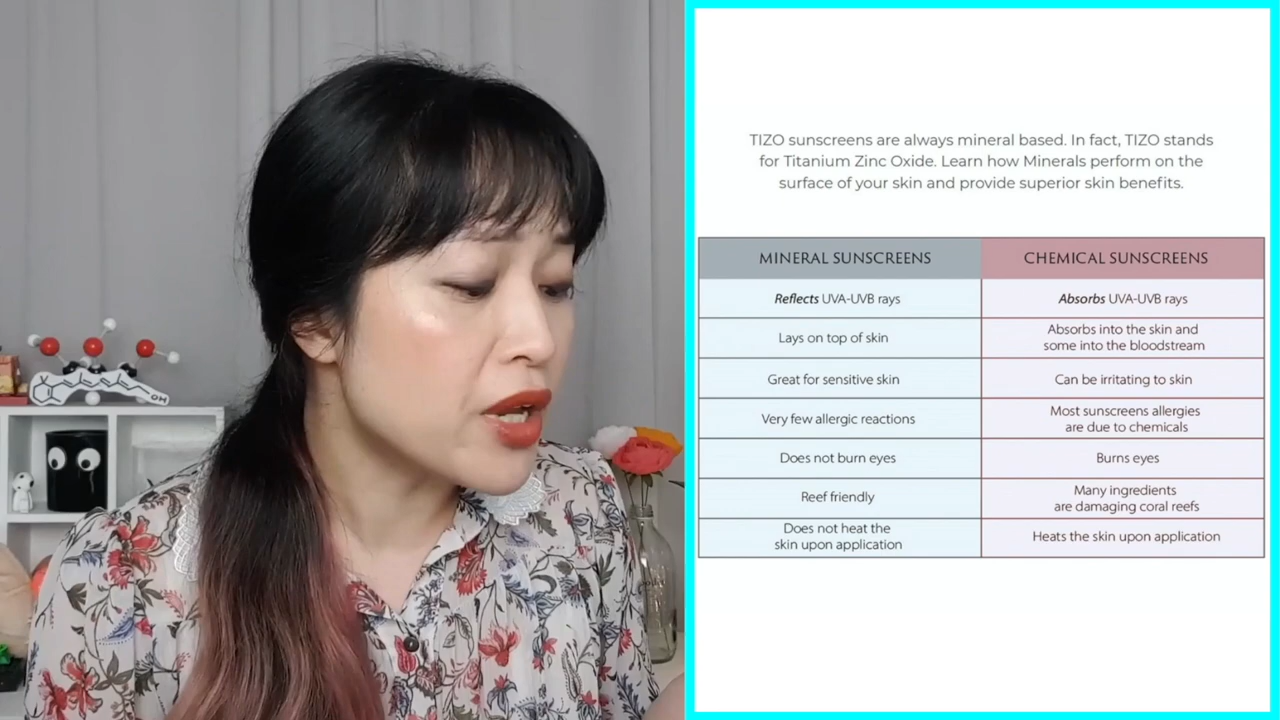 TIZO sunscreens are always mineral based. In fact, TIZO stands
for Titanium Zinc Oxide. Learn how Minerals perform on the
surface of your skin and provide superior skin benefits.
MINERAL SUNSCREENS
CHEMICAL SUNSCREENS
Reflects UVA-UVB rays
Absorbs UVA-UVB rays
Lays on top of skin
Absorbs into the skin and
some into the bloodstream
Great for sensitive skin
Can be irritating to skin
Very few allergic reactions
Most sunscreens allergies
are due to chemicals
Does not burn eyes
Burns eyes
Reef friendly
Many ingredients
are damaging coral reefs
Does not heat the
skin upon application
Heats the skin upon application
OH